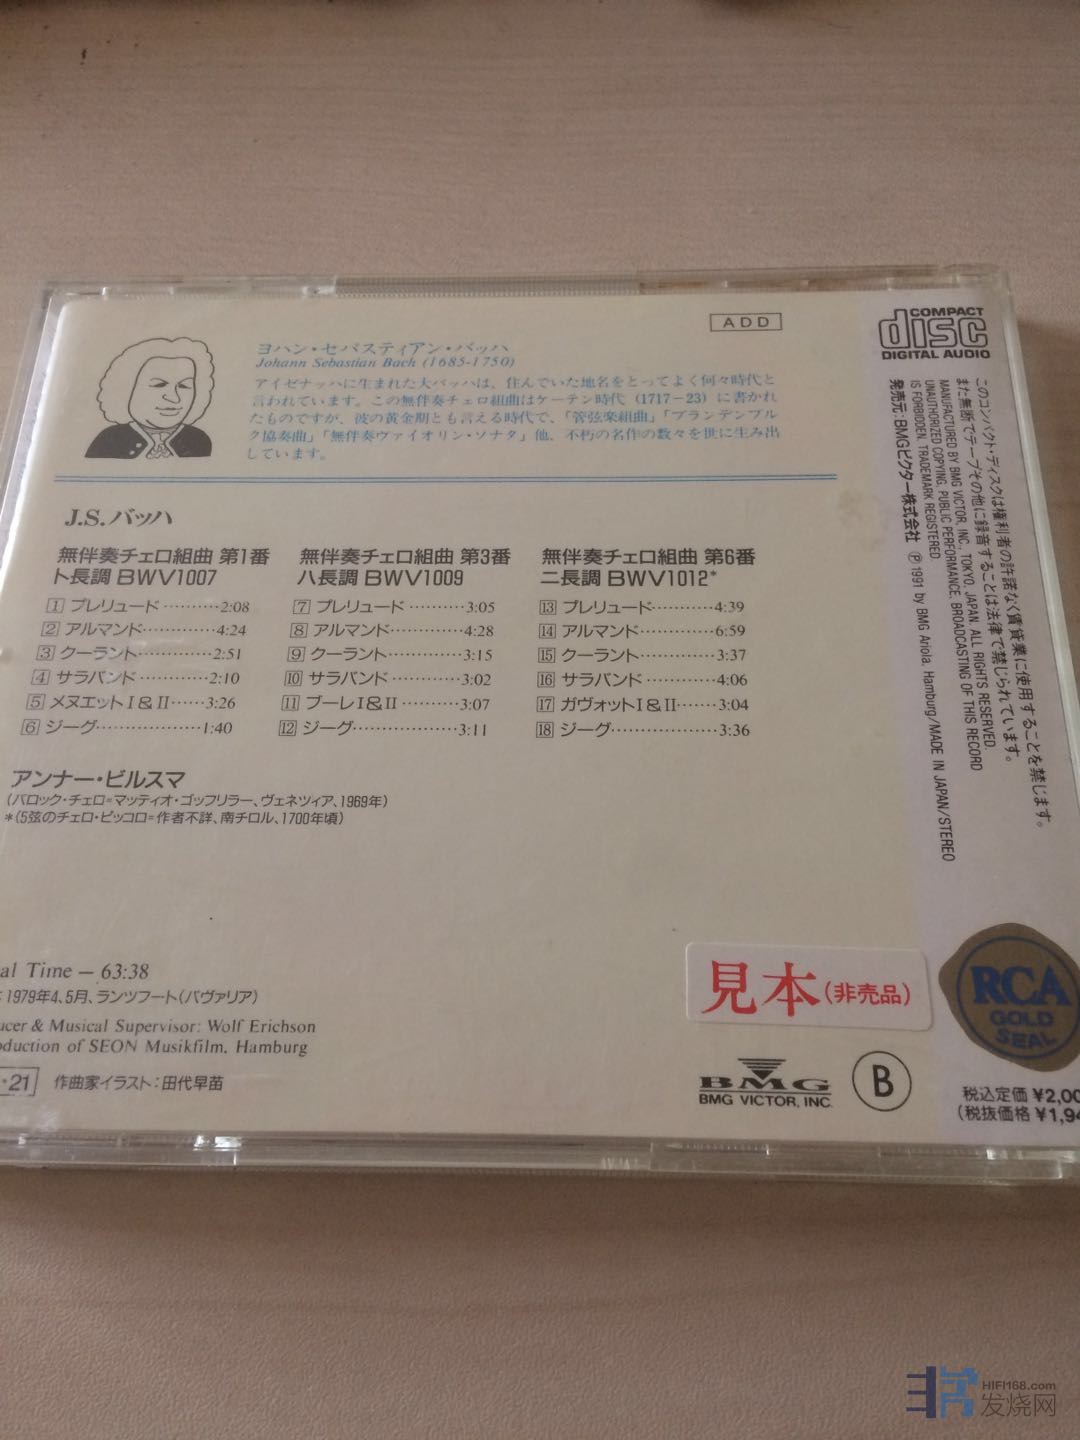 ADD
COMPACT
disc
DIGITAL AUDIO
ヨハン・セバスティアン・バッハ
Johann Sebastian Bach (1685-1750)
アイゼナッハに生まれた大バッハは、住んでいた地名をとってよく何々時代と
言われています。この無伴奏チェロ組曲はケーテン時代 (1717-23) に書かれ
たものですが、彼の黄金期とも言える時代で、「管弦楽組曲」「ブランデンブル
ク協奏曲」「無伴奏ヴァイオリン・ソナタ」他、不朽の名作の数々を世に生み出
しています。
J.S.バッハ
無伴奏チェロ組曲 第1番
ト長調 BWV1007
1 プレリュード………2:08
2 アルマンド…………4:24
3 クーラント…………2:51
4 サラバンド…………2:10
5 メヌエットI&II……3:26
6 ジーグ………………1:40
無伴奏チェロ組曲 第3番
ハ長調 BWV1009
7 プレリュード………3:05
8 アルマンド…………4:28
9 クーラント…………3:15
10 サラバンド…………3:02
11 ブーレI&II…………3:07
12 ジーグ………………3:11
無伴奏チェロ組曲 第6番
ニ長調 BWV1012*
13 プレリュード………4:39
14 アルマンド…………6:59
15 クーラント…………3:37
16 サラバンド…………4:06
17 ガヴォットI&II……3:04
18 ジーグ………………3:36
アンナー・ビルスマ
(バロック・チェロ=マッティオ・ゴッフリラー、ヴェネツィア、1969年)
*(5弦のチェロ・ピッコロ=作者不詳、南チロル、1700年頃)
al Time — 63:38
1979年4、5月、ランツフート(バヴァリア)
ucer & Musical Supervisor: Wolf Erichson
oduction of SEON Musikfilm, Hamburg
・21 作曲家イラスト:田代早苗
見本(非売品)
BMG
BMG VICTOR, INC.
B
RCA
GOLD
SEAL
税込定価 ¥2,00
(税抜価格 ¥1,94
このコンパクト・ディスクは権利者の許諾なく賃貸業に使用することを禁じます。
また無断でテープその他に録音することは法律で禁じられています。
MANUFACTURED BY BMG VICTOR, INC., TOKYO, JAPAN. ALL RIGHTS RESERVED.
UNAUTHORIZED COPYING, PUBLIC PERFORMANCE, BROADCASTING OF THIS RECORD
IS FORBIDDEN. TRADEMARK REGISTERED.
発売元:BMGビクター株式会社 Ⓟ1991 by BMG Ariola, Hamburg/MADE IN JAPAN/STEREO
HIFI168.com
发烧网